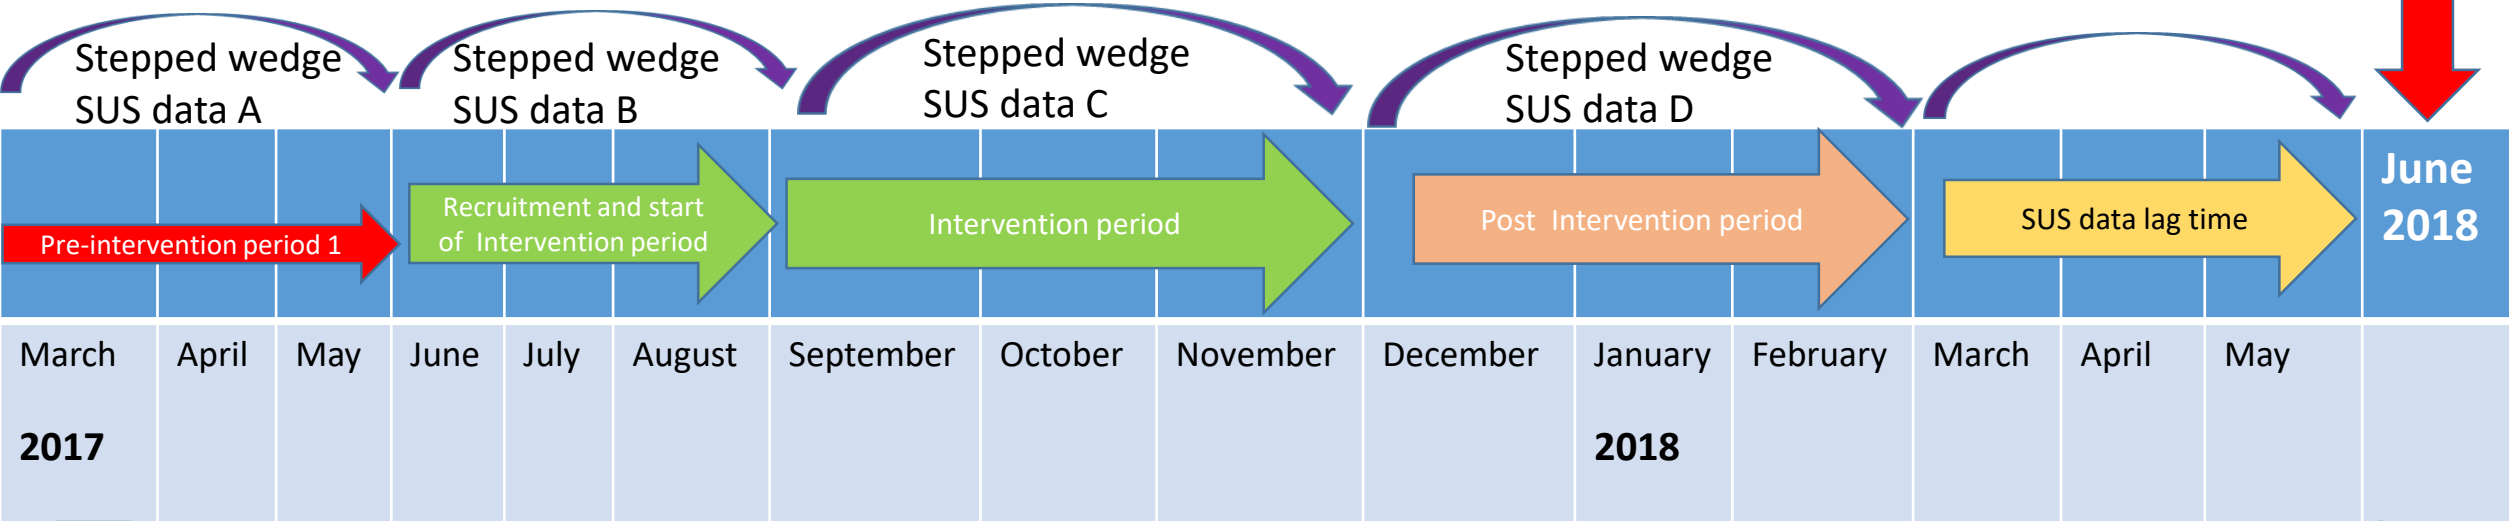 Stepped wedge
SUS data A
Stepped wedge
SUS data B
Stepped wedge
SUS data C
Stepped wedge
SUS data D
Pre-intervention period 1
Recruitment and start
of Intervention period
Intervention period
Post Intervention period
SUS data lag time
June
2018
March April May June July August September October November December January February March April May
2017 2018